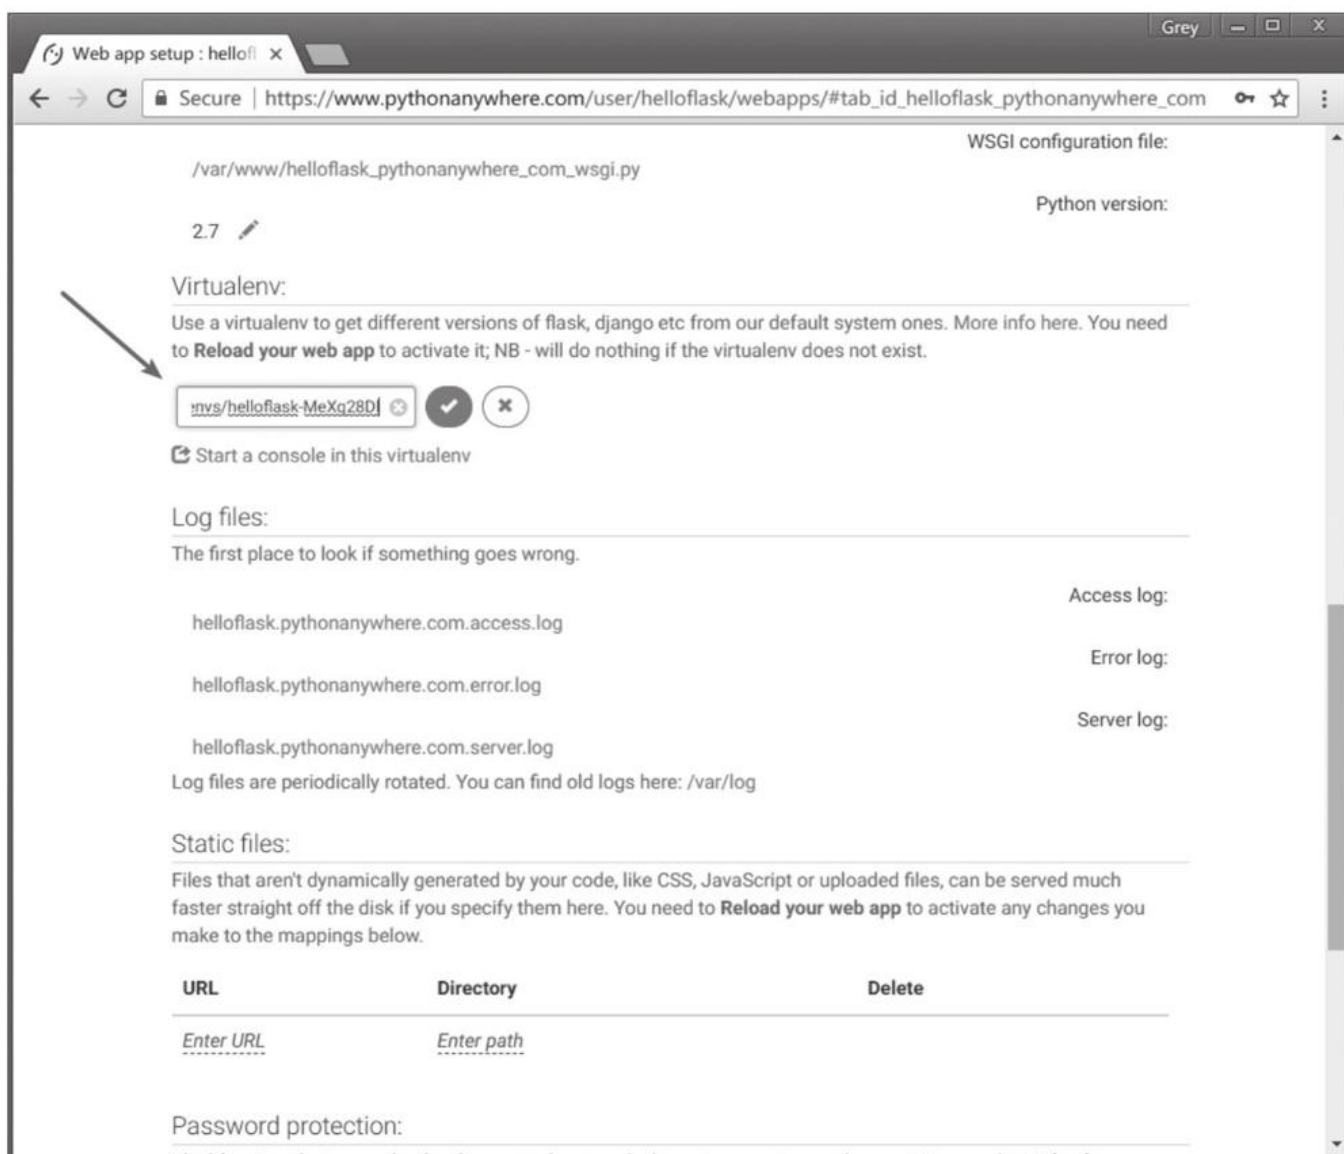 Grey
Web app setup : hellofl
Secure | https://www.pythonanywhere.com/user/helloflask/webapps/#tab_id_helloflask_pythonanywhere_com
WSGI configuration file:
/var/www/helloflask_pythonanywhere_com_wsgi.py
Python version:
2.7
Virtualenv:
Use a virtualenv to get different versions of flask, django etc from our default system ones. More info here. You need
to Reload your web app to activate it; NB - will do nothing if the virtualenv does not exist.
envs/helloflask-MeXq28DI
Start a console in this virtualenv
Log files:
The first place to look if something goes wrong.
Access log:
helloflask.pythonanywhere.com.access.log
Error log:
helloflask.pythonanywhere.com.error.log
Server log:
helloflask.pythonanywhere.com.server.log
Log files are periodically rotated. You can find old logs here: /var/log
Static files:
Files that aren't dynamically generated by your code, like CSS, JavaScript or uploaded files, can be served much
faster straight off the disk if you specify them here. You need to Reload your web app to activate any changes you
make to the mappings below.
URL Directory Delete
Enter URL Enter path
Password protection: